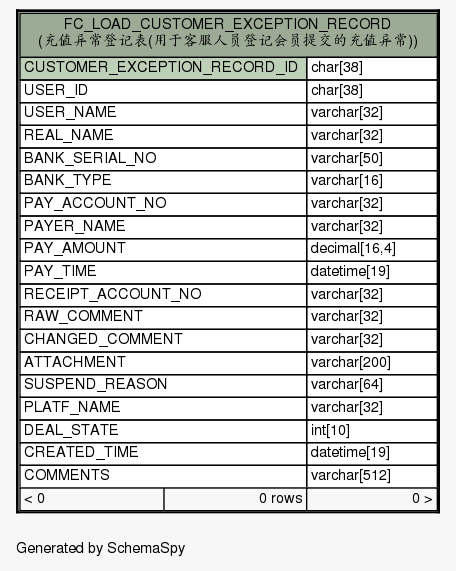 FC_LOAD_CUSTOMER_EXCEPTION_RECORD
(充值异常登记表(用于客服人员登记会员提交的充值异常))
CUSTOMER_EXCEPTION_RECORD_ID char[38]
USER_ID char[38]
USER_NAME varchar[32]
REAL_NAME varchar[32]
BANK_SERIAL_NO varchar[50]
BANK_TYPE varchar[16]
PAY_ACCOUNT_NO varchar[32]
PAYER_NAME varchar[32]
PAY_AMOUNT decimal[16,4]
PAY_TIME datetime[19]
RECEIPT_ACCOUNT_NO varchar[32]
RAW_COMMENT varchar[32]
CHANGED_COMMENT varchar[32]
ATTACHMENT varchar[200]
SUSPEND_REASON varchar[64]
PLATF_NAME varchar[32]
DEAL_STATE int[10]
CREATED_TIME datetime[19]
COMMENTS varchar[512]
< 0 0 rows 0 >
Generated by SchemaSpy